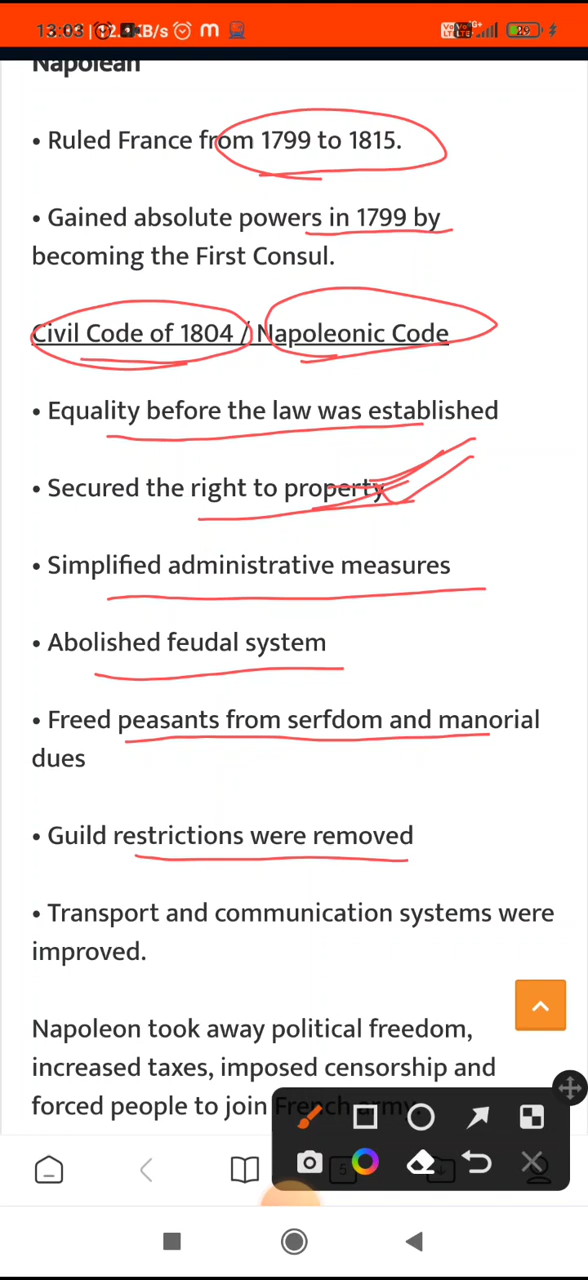 13:03
Napolean
• Ruled France from 1799 to 1815.
• Gained absolute powers in 1799 by
becoming the First Consul.
Civil Code of 1804 / Napoleonic Code
• Equality before the law was established
• Secured the right to property
• Simplified administrative measures
• Abolished feudal system
• Freed peasants from serfdom and manorial
dues
• Guild restrictions were removed
• Transport and communication systems were
improved.
Napoleon took away political freedom,
increased taxes, imposed censorship and
forced people to join French army.
5